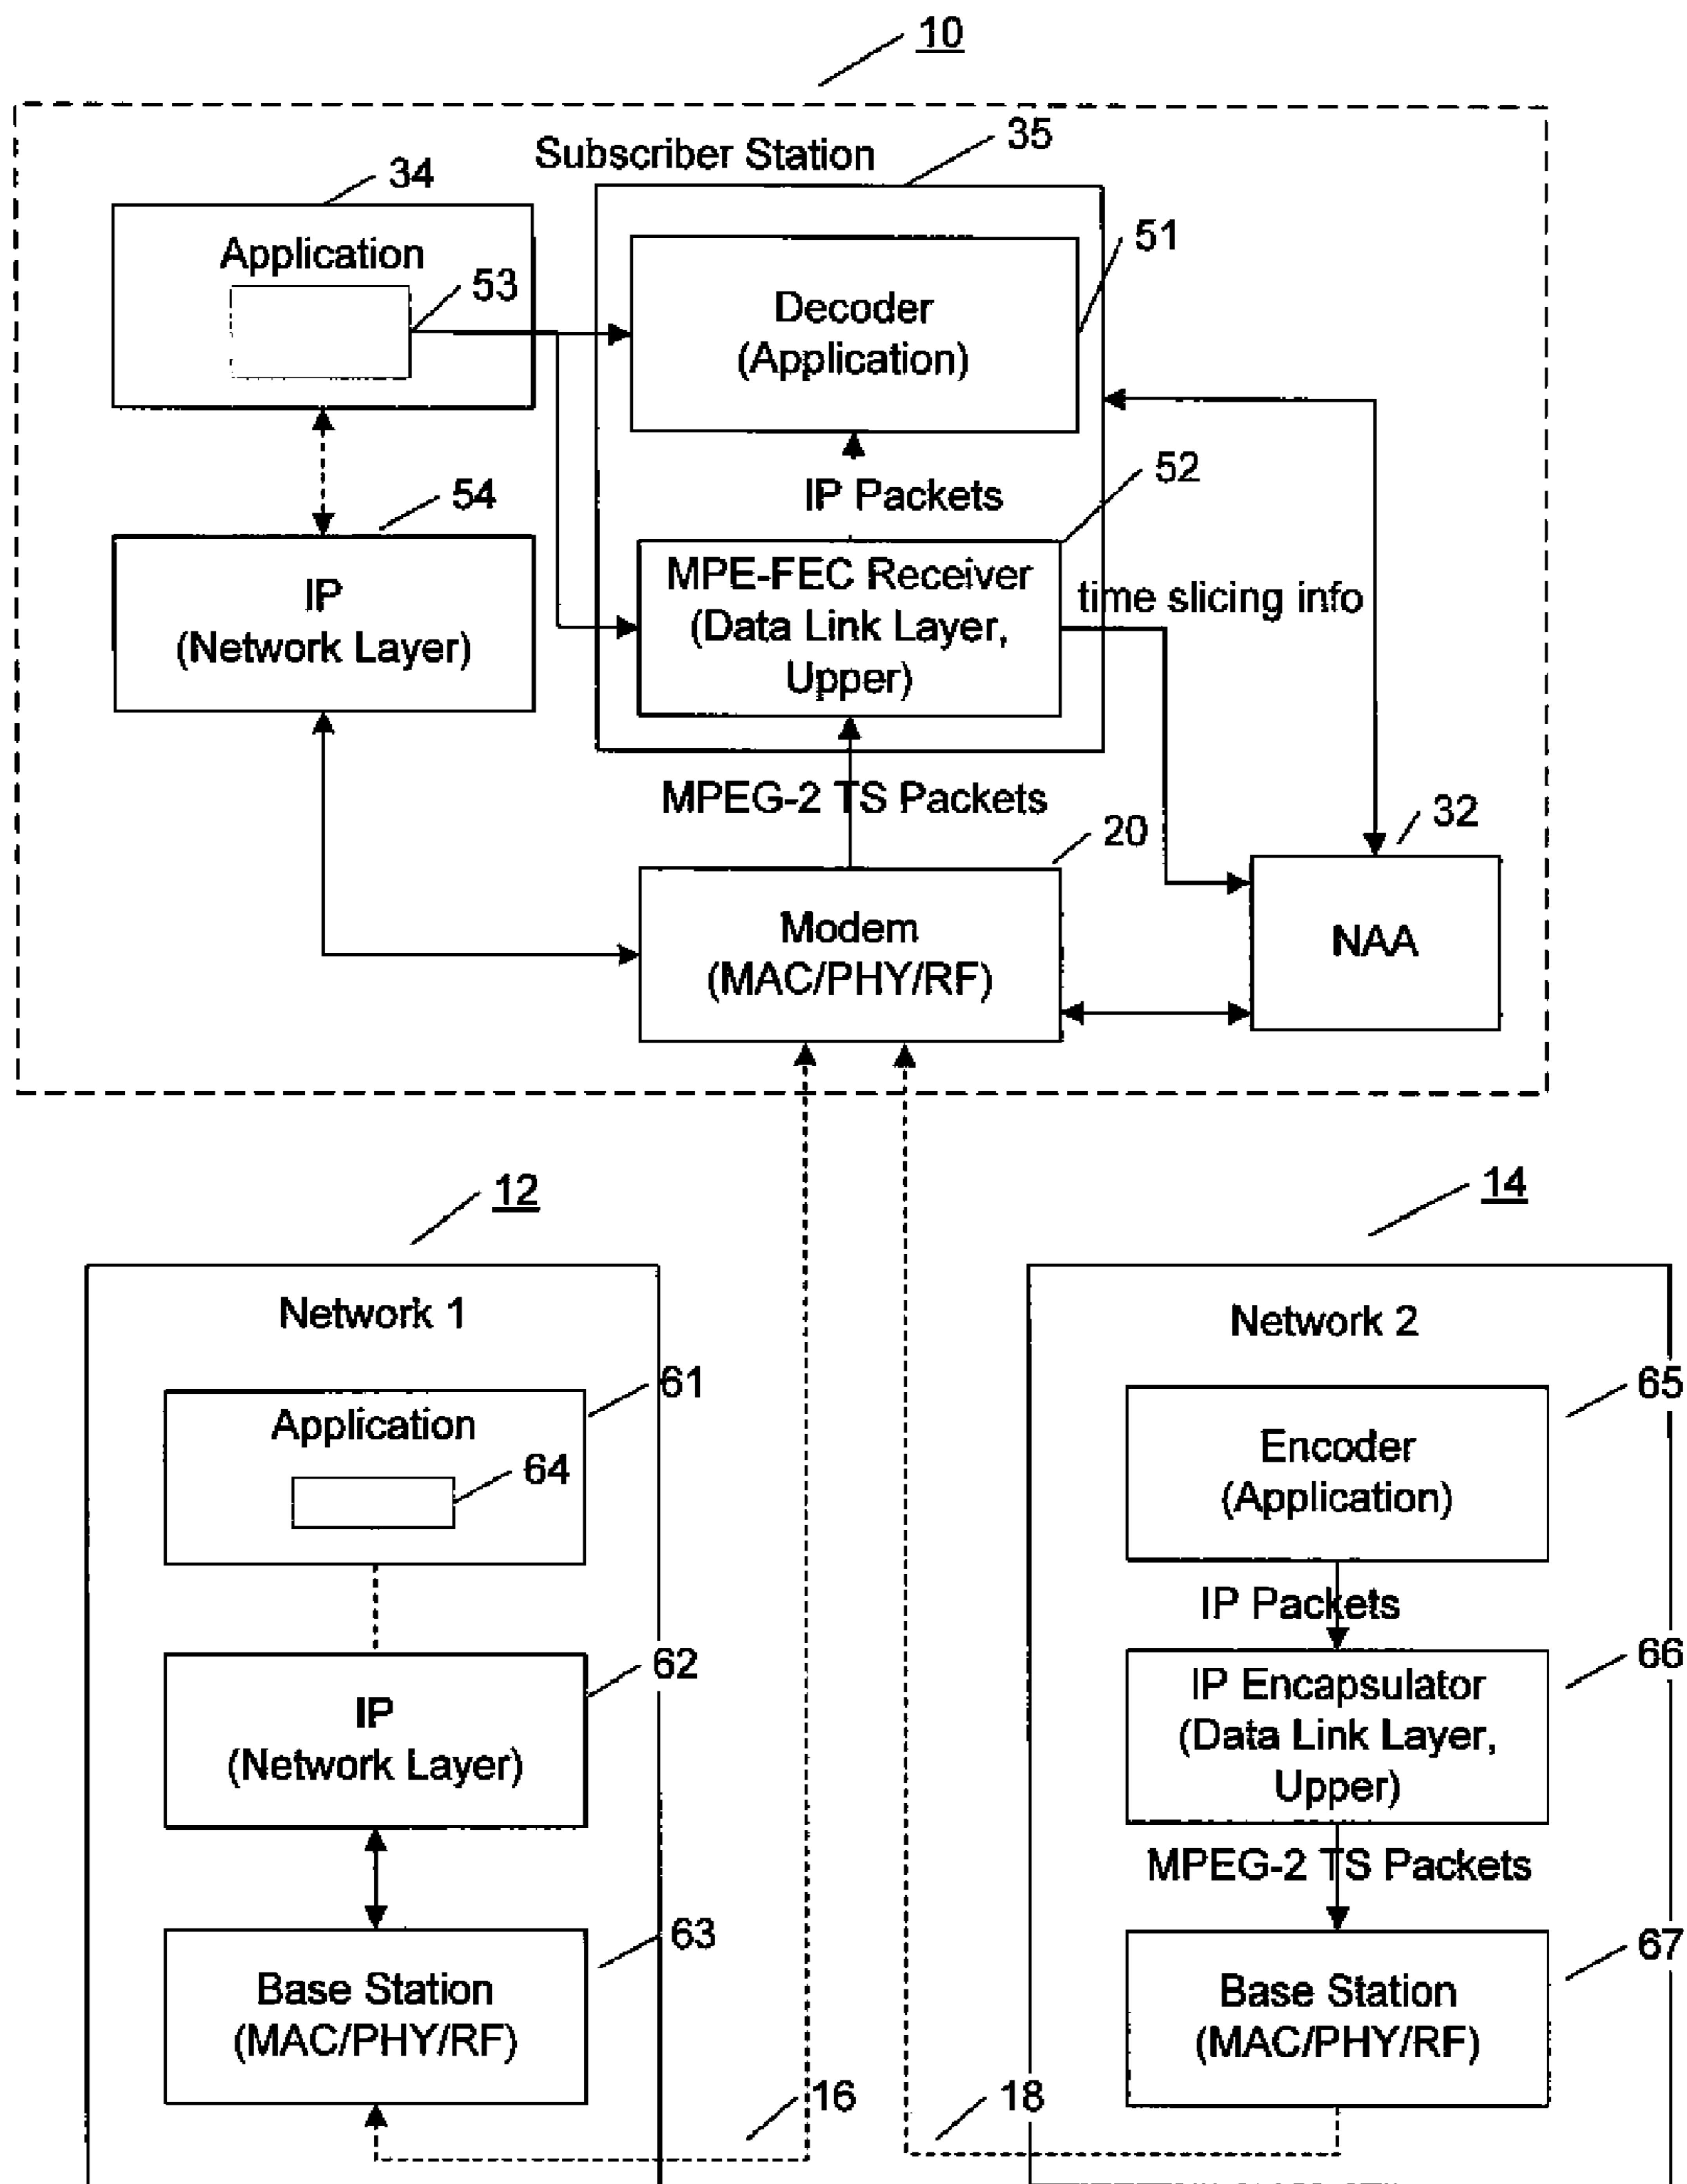 10
Subscriber Station
35
34
Application
53
Decoder
(Application)
51
IP Packets
52
54
IP
(Network Layer)
MPE-FEC Receiver
(Data Link Layer,
Upper)
time slicing info
MPEG-2 TS Packets
20
32
Modem
(MAC/PHY/RF)
NAA
12
14
Network 1
61
Application
64
62
IP
(Network Layer)
63
Base Station
(MAC/PHY/RF)
16
Network 2
65
Encoder
(Application)
IP Packets
66
IP Encapsulator
(Data Link Layer,
Upper)
MPEG-2 TS Packets
67
Base Station
(MAC/PHY/RF)
18